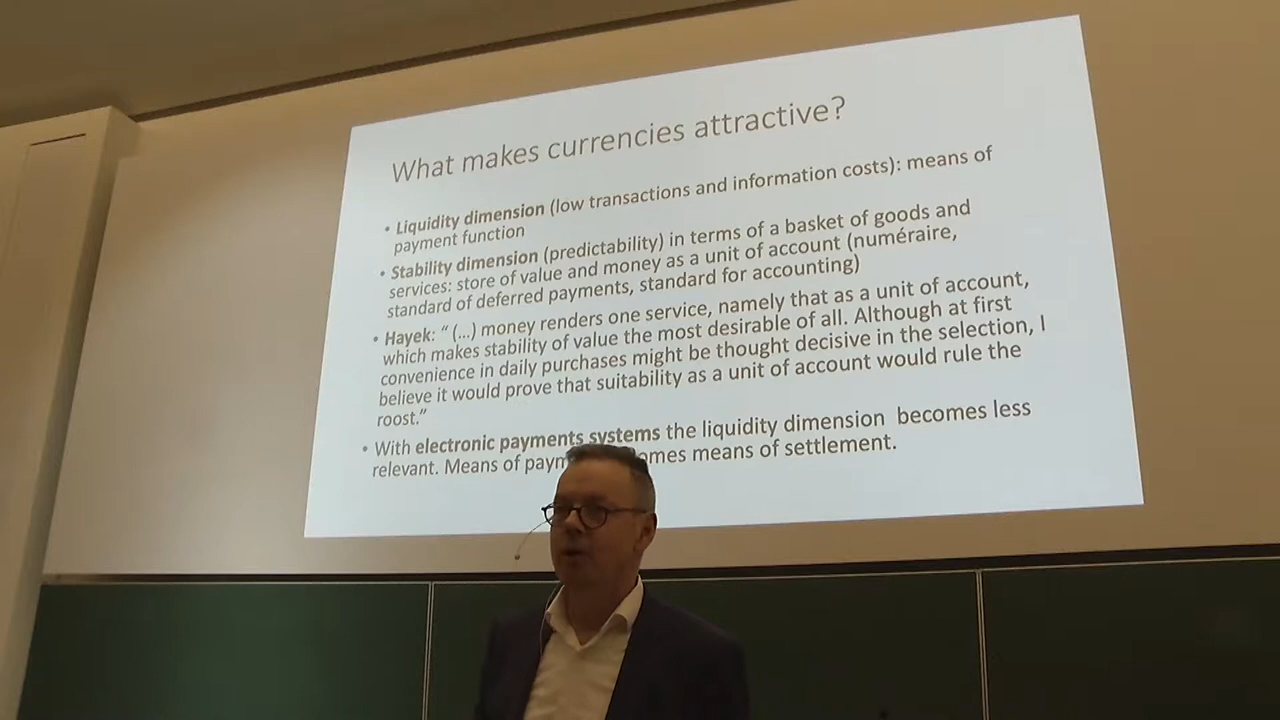 What makes currencies attractive?
• Liquidity dimension (low transactions and information costs): means of
payment function
• Stability dimension (predictability) in terms of a basket of goods and
services: store of value and money as a unit of account (numéraire,
standard of deferred payments, standard for accounting)
• Hayek: “ (...) money renders one service, namely that as a unit of account,
which makes stability of value the most desirable of all. Although at first
convenience in daily purchases might be thought decisive in the selection, I
believe it would prove that suitability as a unit of account would rule the
roost.”
• With electronic payments systems the liquidity dimension becomes less
relevant. Means of means of settlement.